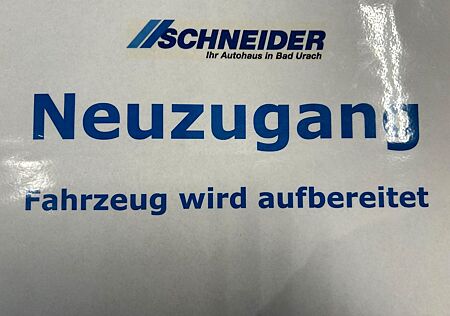 SCHNEIDER
Ihr Autohaus in Bad Urach
Neuzugang
Fahrzeug wird aufbereitet